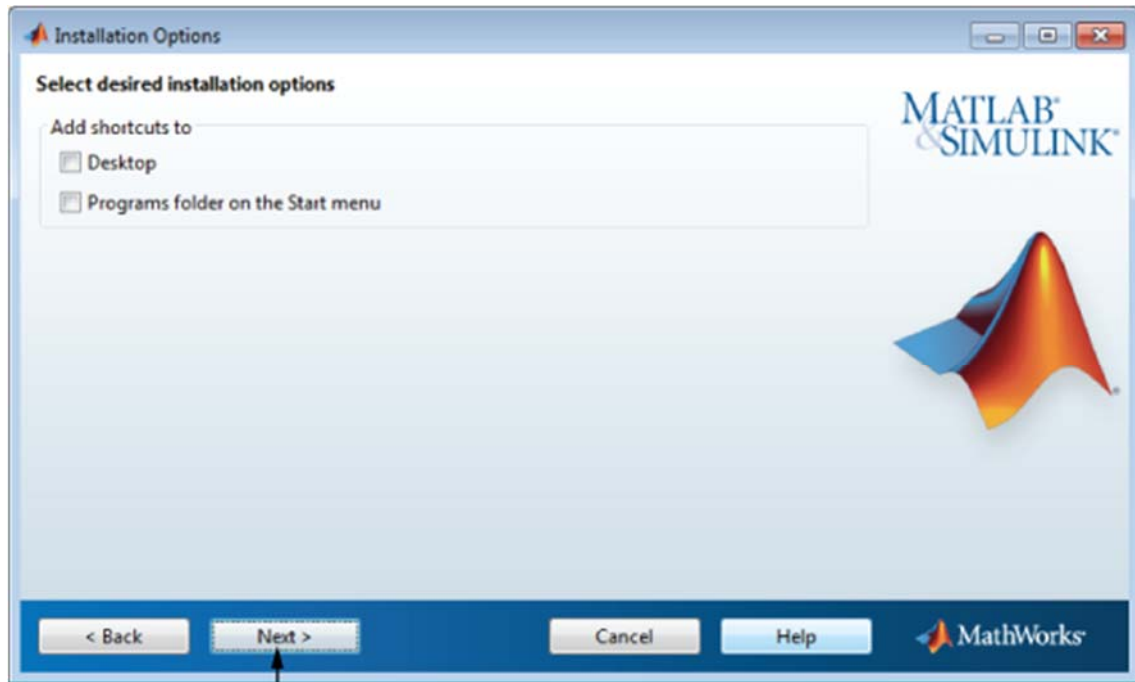 Installation Options
Select desired installation options
Add shortcuts to
Desktop
Programs folder on the Start menu
MATLAB®
&SIMULINK®
®
< Back
Next >
Cancel
Help
MathWorks®